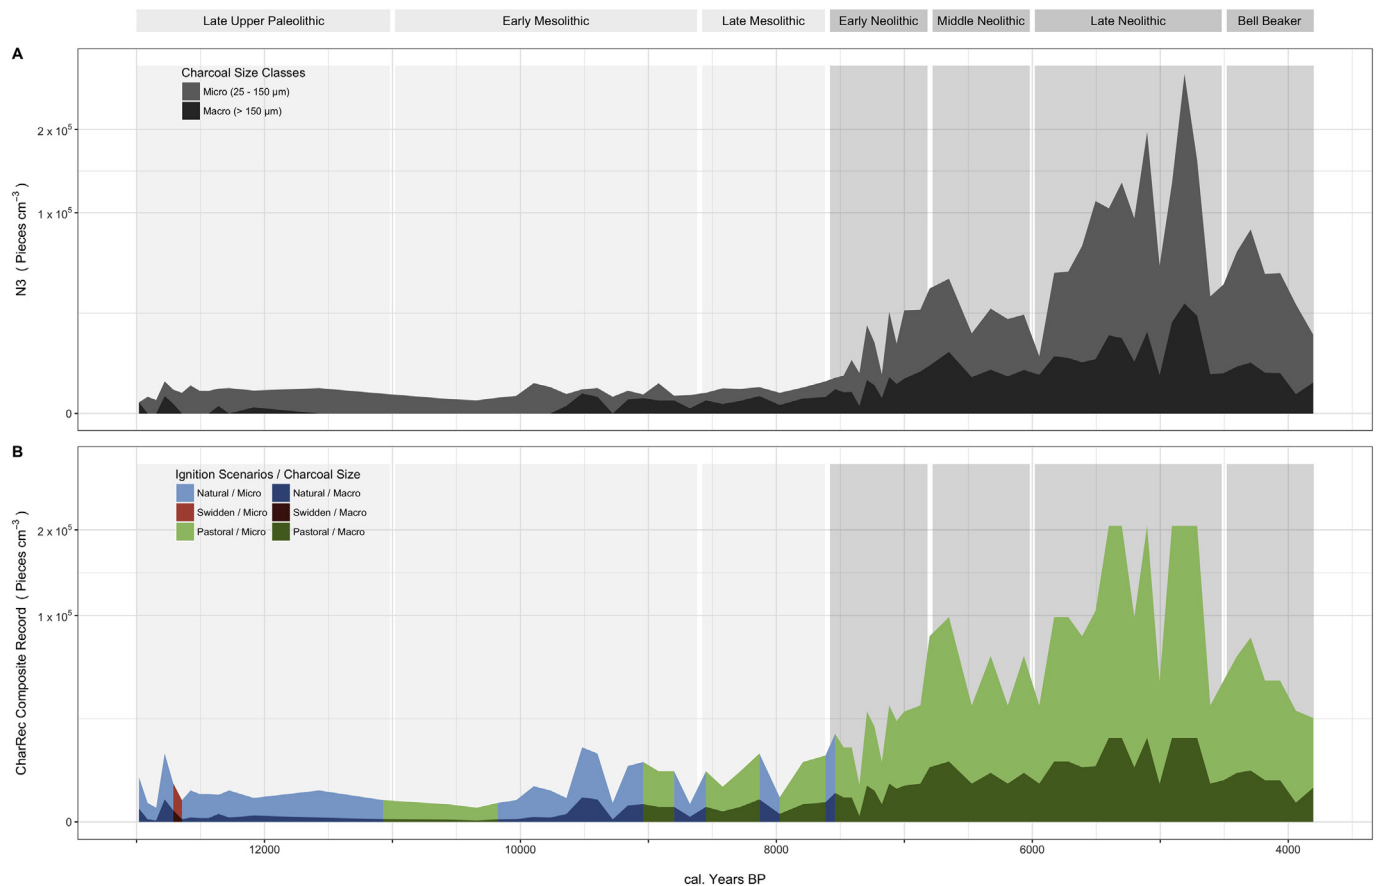 Late Upper Paleolithic Early Mesolithic Late Mesolithic Early Neolithic Middle Neolithic Late Neolithic Bell Beaker
A
Charcoal Size Classes
Micro (25 - 150 µm)
Macro (> 150 µm)
N3 ( Pieces cm⁻³ )
2 x 10⁵
1 x 10⁵
0
B
Ignition Scenarios / Charcoal Size
Natural / Micro Natural / Macro
Swidden / Micro Swidden / Macro
Pastoral / Micro Pastoral / Macro
CharRec Composite Record ( Pieces cm⁻³ )
2 x 10⁵
1 x 10⁵
0
12000 10000 8000 6000 4000
cal. Years BP